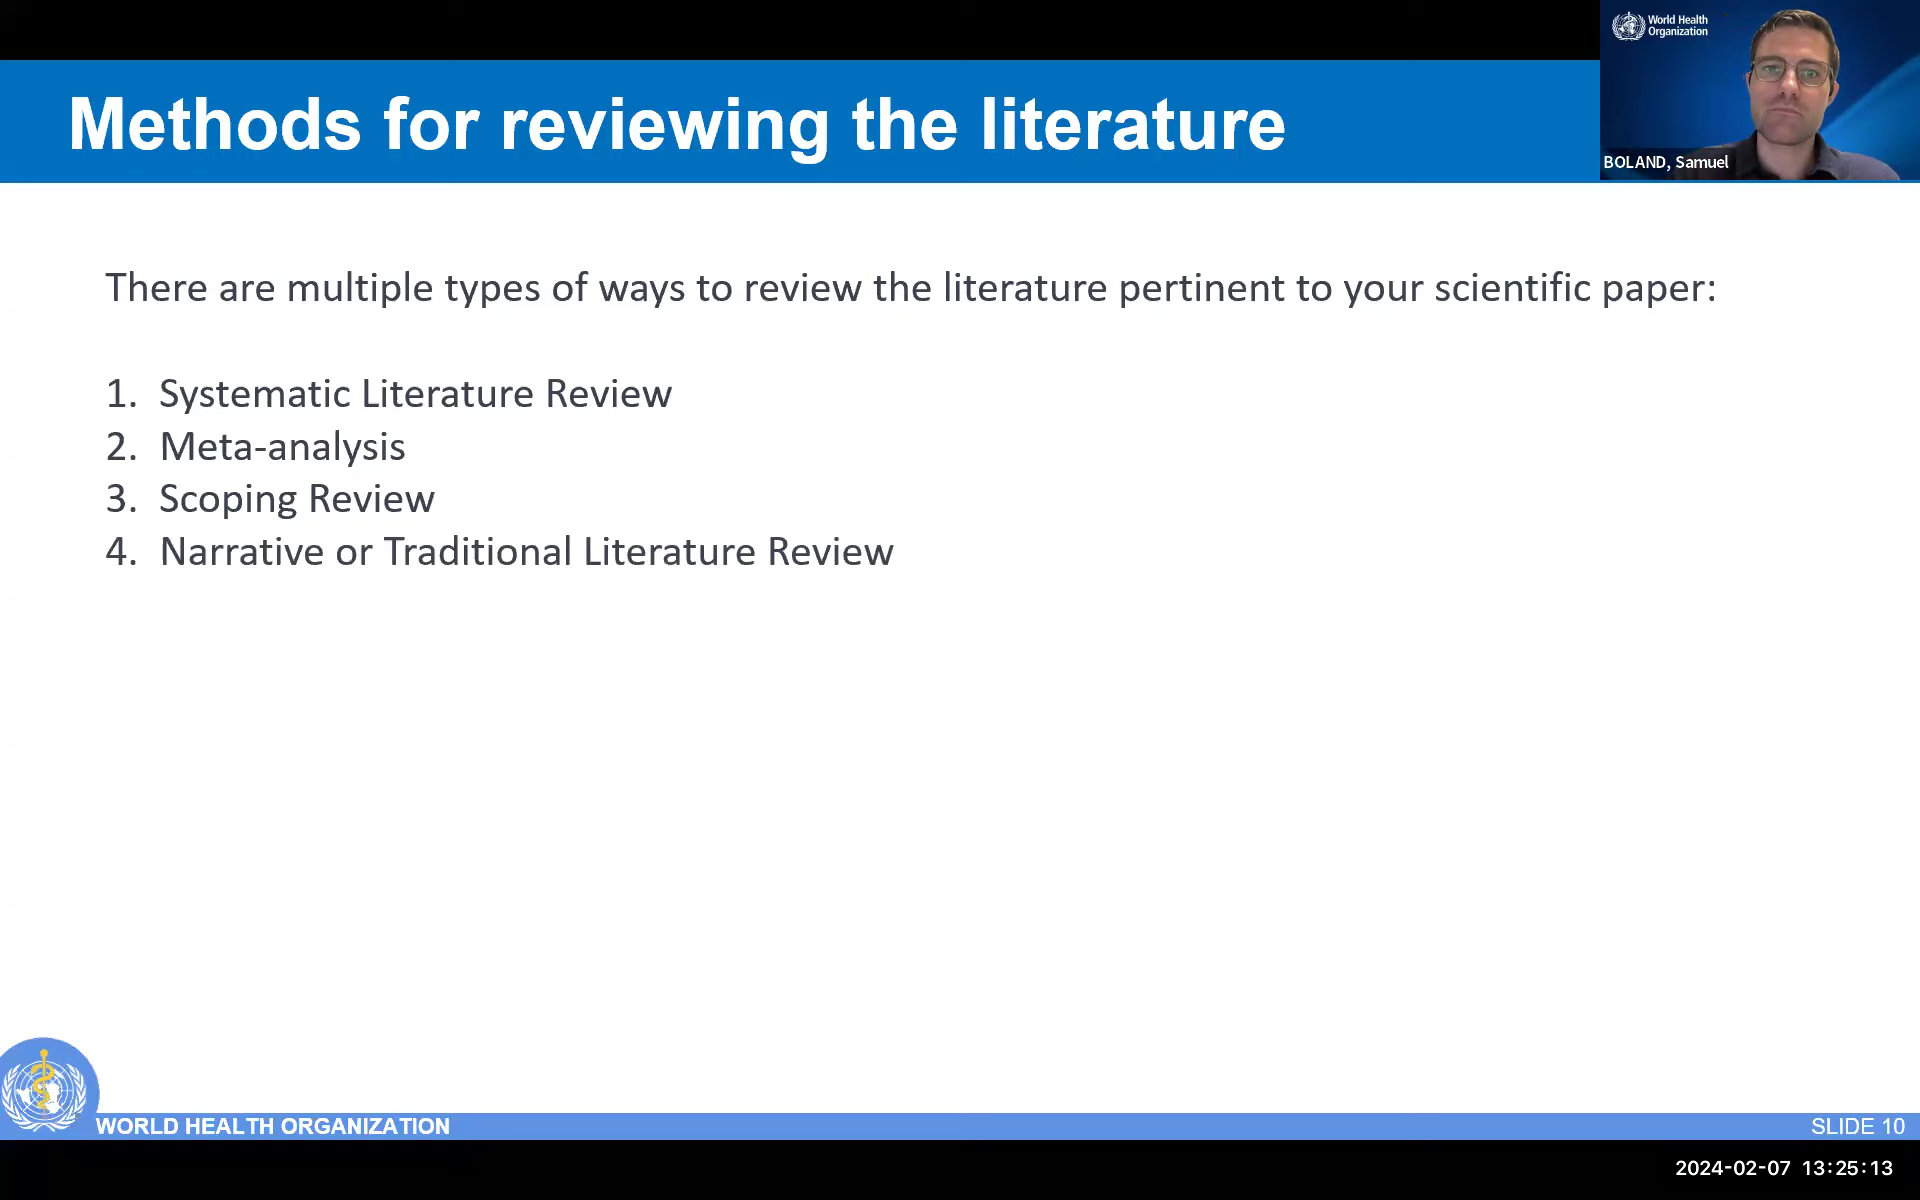 World Health
Organization
Methods for reviewing the literature
BOLAND, Samuel
There are multiple types of ways to review the literature pertinent to your scientific paper:
1. Systematic Literature Review
2. Meta-analysis
3. Scoping Review
4. Narrative or Traditional Literature Review
WORLD HEALTH ORGANIZATION
SLIDE 10
2024-02-07 13:25:13